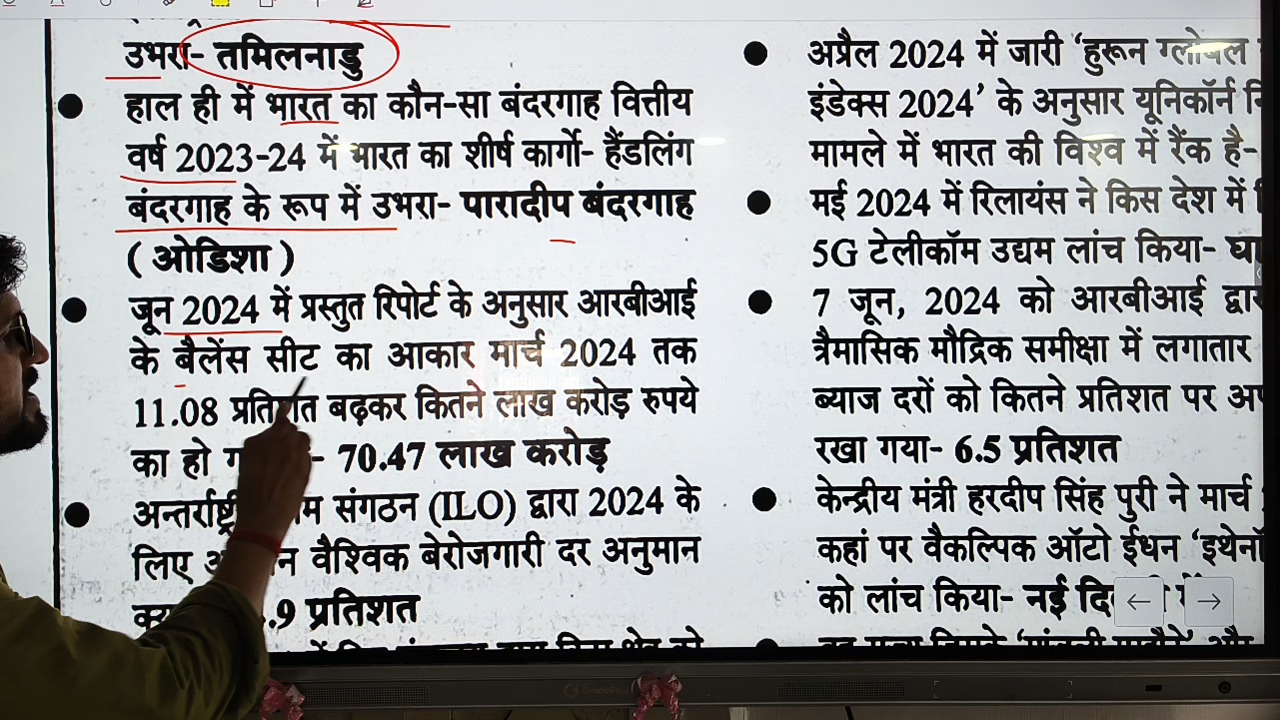 उभरा- तमिलनाडु
हाल ही में भारत का कौन-सा बंदरगाह वित्तीय
वर्ष 2023-24 में भारत का शीर्ष कार्गो- हैंडलिंग
बंदरगाह के रूप में उभरा- पारादीप बंदरगाह
( ओडिशा )
जून 2024 में प्रस्तुत रिपोर्ट के अनुसार आरबीआई
के बैलेंस सीट का आकार मार्च 2024 तक
11.08 प्रतिशत बढ़कर कितने लाख करोड़ रुपये
का हो - 70.47 लाख करोड़
संगठन (ILO) द्वारा 2024 के
लिए वैश्विक बेरोजगारी दर अनुमान
.9 प्रतिशत
अप्रैल 2024 में जारी ‘हुरून ग्लोबल
इंडेक्स 2024’ के अनुसार यूनिकॉर्न
मामले में भारत की विश्व में रैंक है-
मई 2024 में रिलायंस ने किस देश में
5G टेलीकॉम उद्यम लांच किया-
7 जून, 2024 को आरबीआई
त्रैमासिक मौद्रिक समीक्षा में लगातार
ब्याज दरों को कितने प्रतिशत पर
रखा गया- 6.5 प्रतिशत
केन्द्रीय मंत्री हरदीप सिंह पुरी ने मार्च
कहां पर वैकल्पिक ऑटो ईधन
को लांच किया- नई